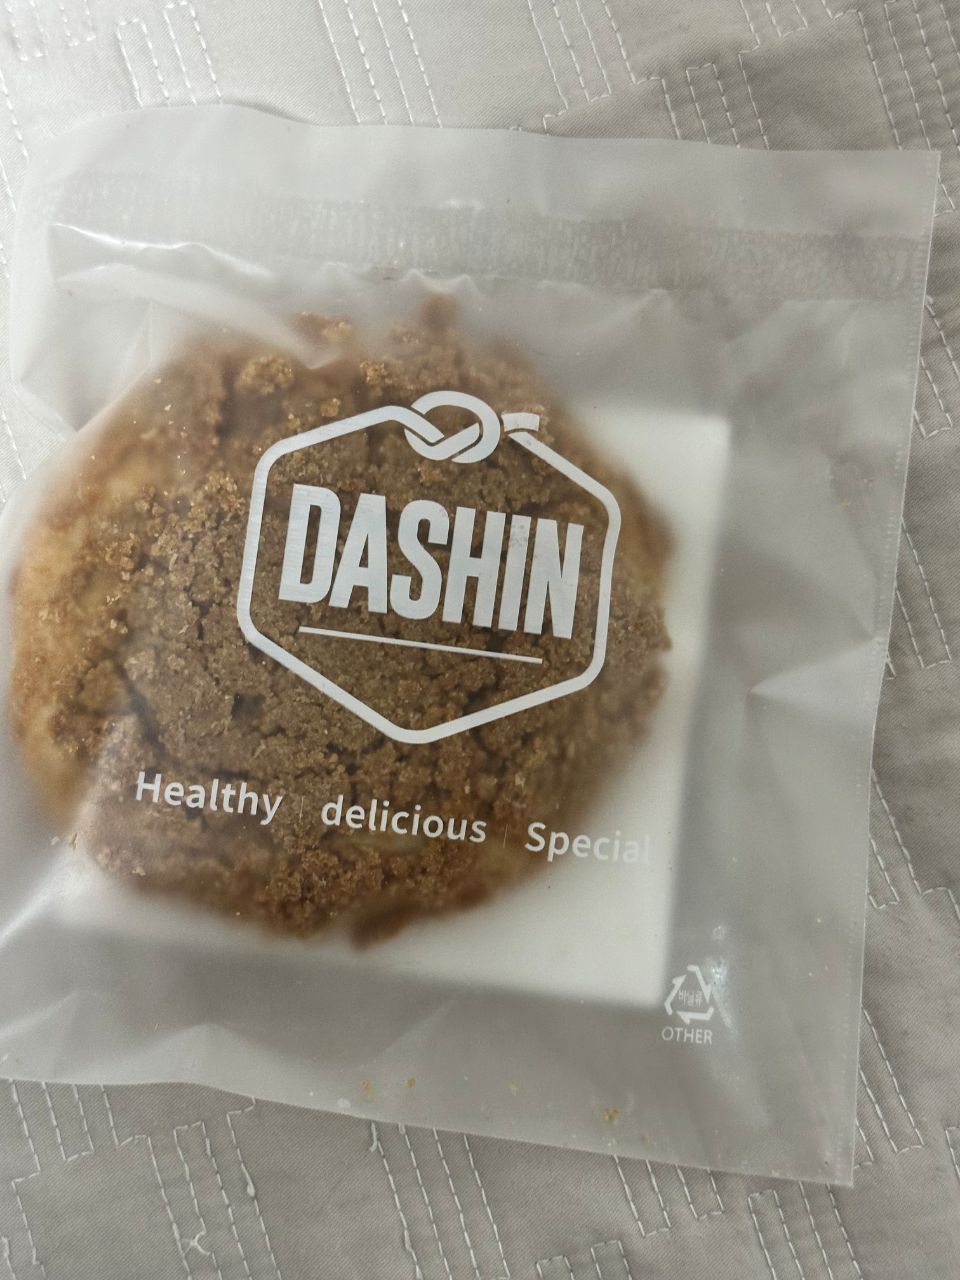 DASHIN
Healthy | delicious | Special
비닐류
OTHER